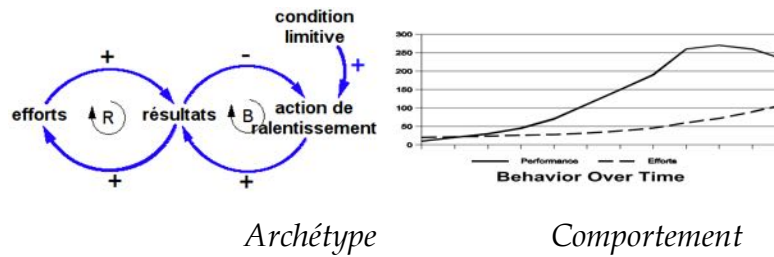 condition
limitive
+
-
+
efforts
R
résultats
B
action de
ralentissement
+
+
300
250
200
150
100
50
0
Performance
Efforts
Behavior Over Time
Archétype
Comportement